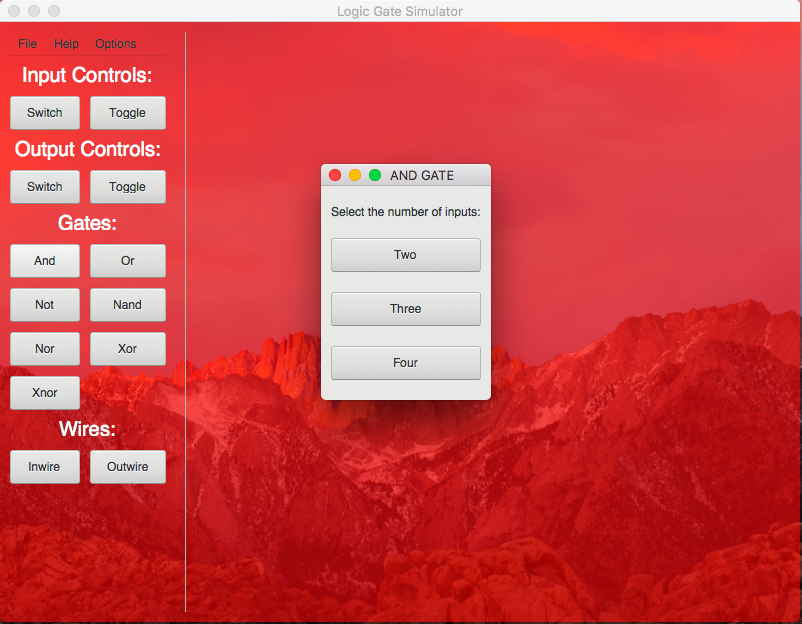 Logic Gate Simulator
File Help Options
Input Controls:
Switch Toggle
Output Controls:
Switch Toggle
Gates:
And Or
Not Nand
Nor Xor
Xnor
Wires:
Inwire Outwire
AND GATE
Select the number of inputs:
Two
Three
Four